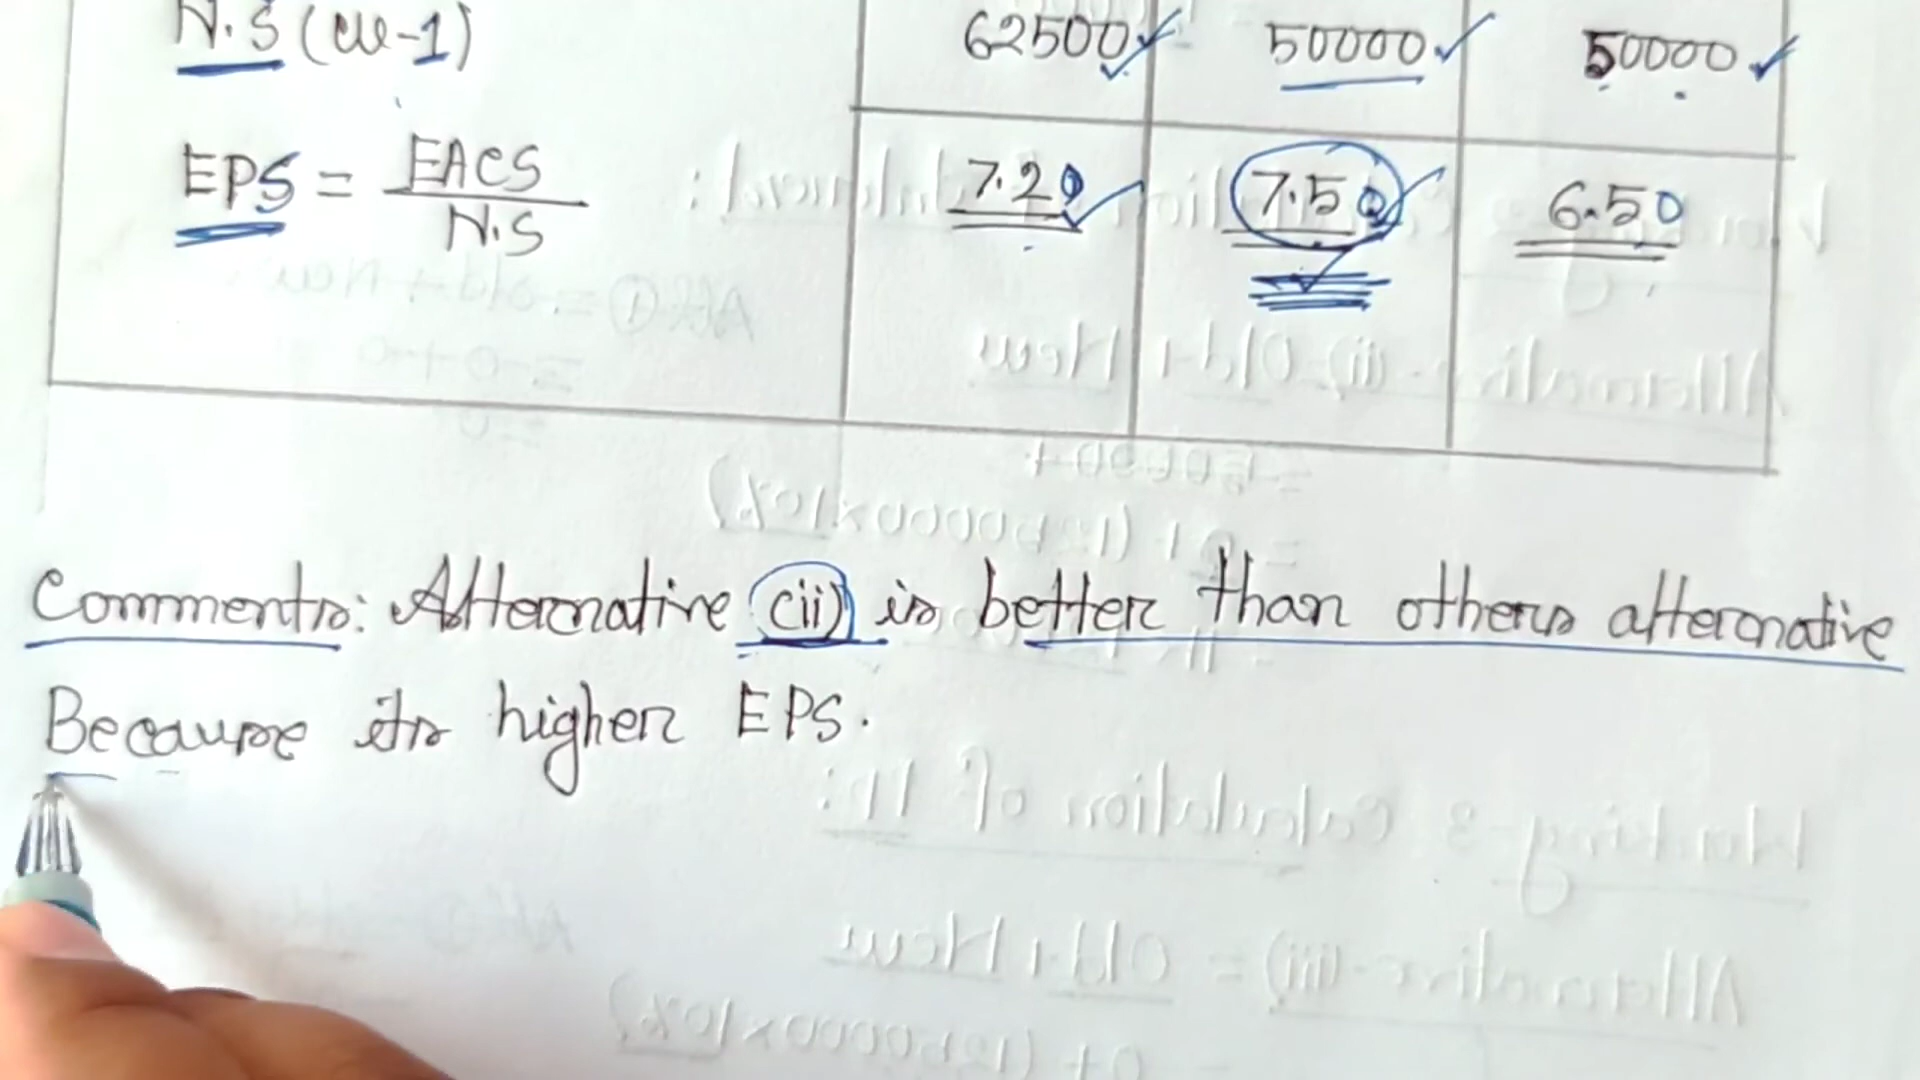 N.S (W-1) 62500 50000 50000
EPS = EACS / N.S 7.20 7.50 6.50
Comments: Alternative (ii) is better than others alternative
Because its higher EPS.